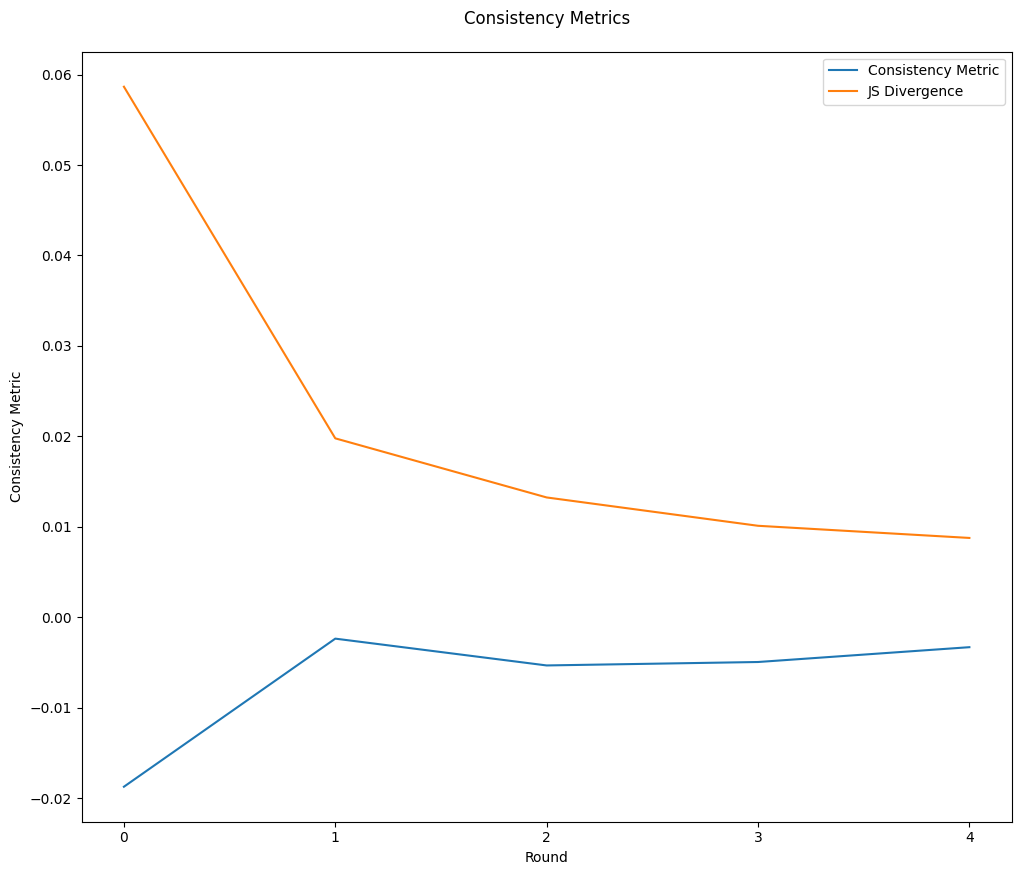 Consistency Metrics
Consistency Metric
JS Divergence
0.06
0.05
0.04
0.03
0.02
0.01
0.00
−0.01
−0.02
Consistency Metric
0 1 2 3 4
Round